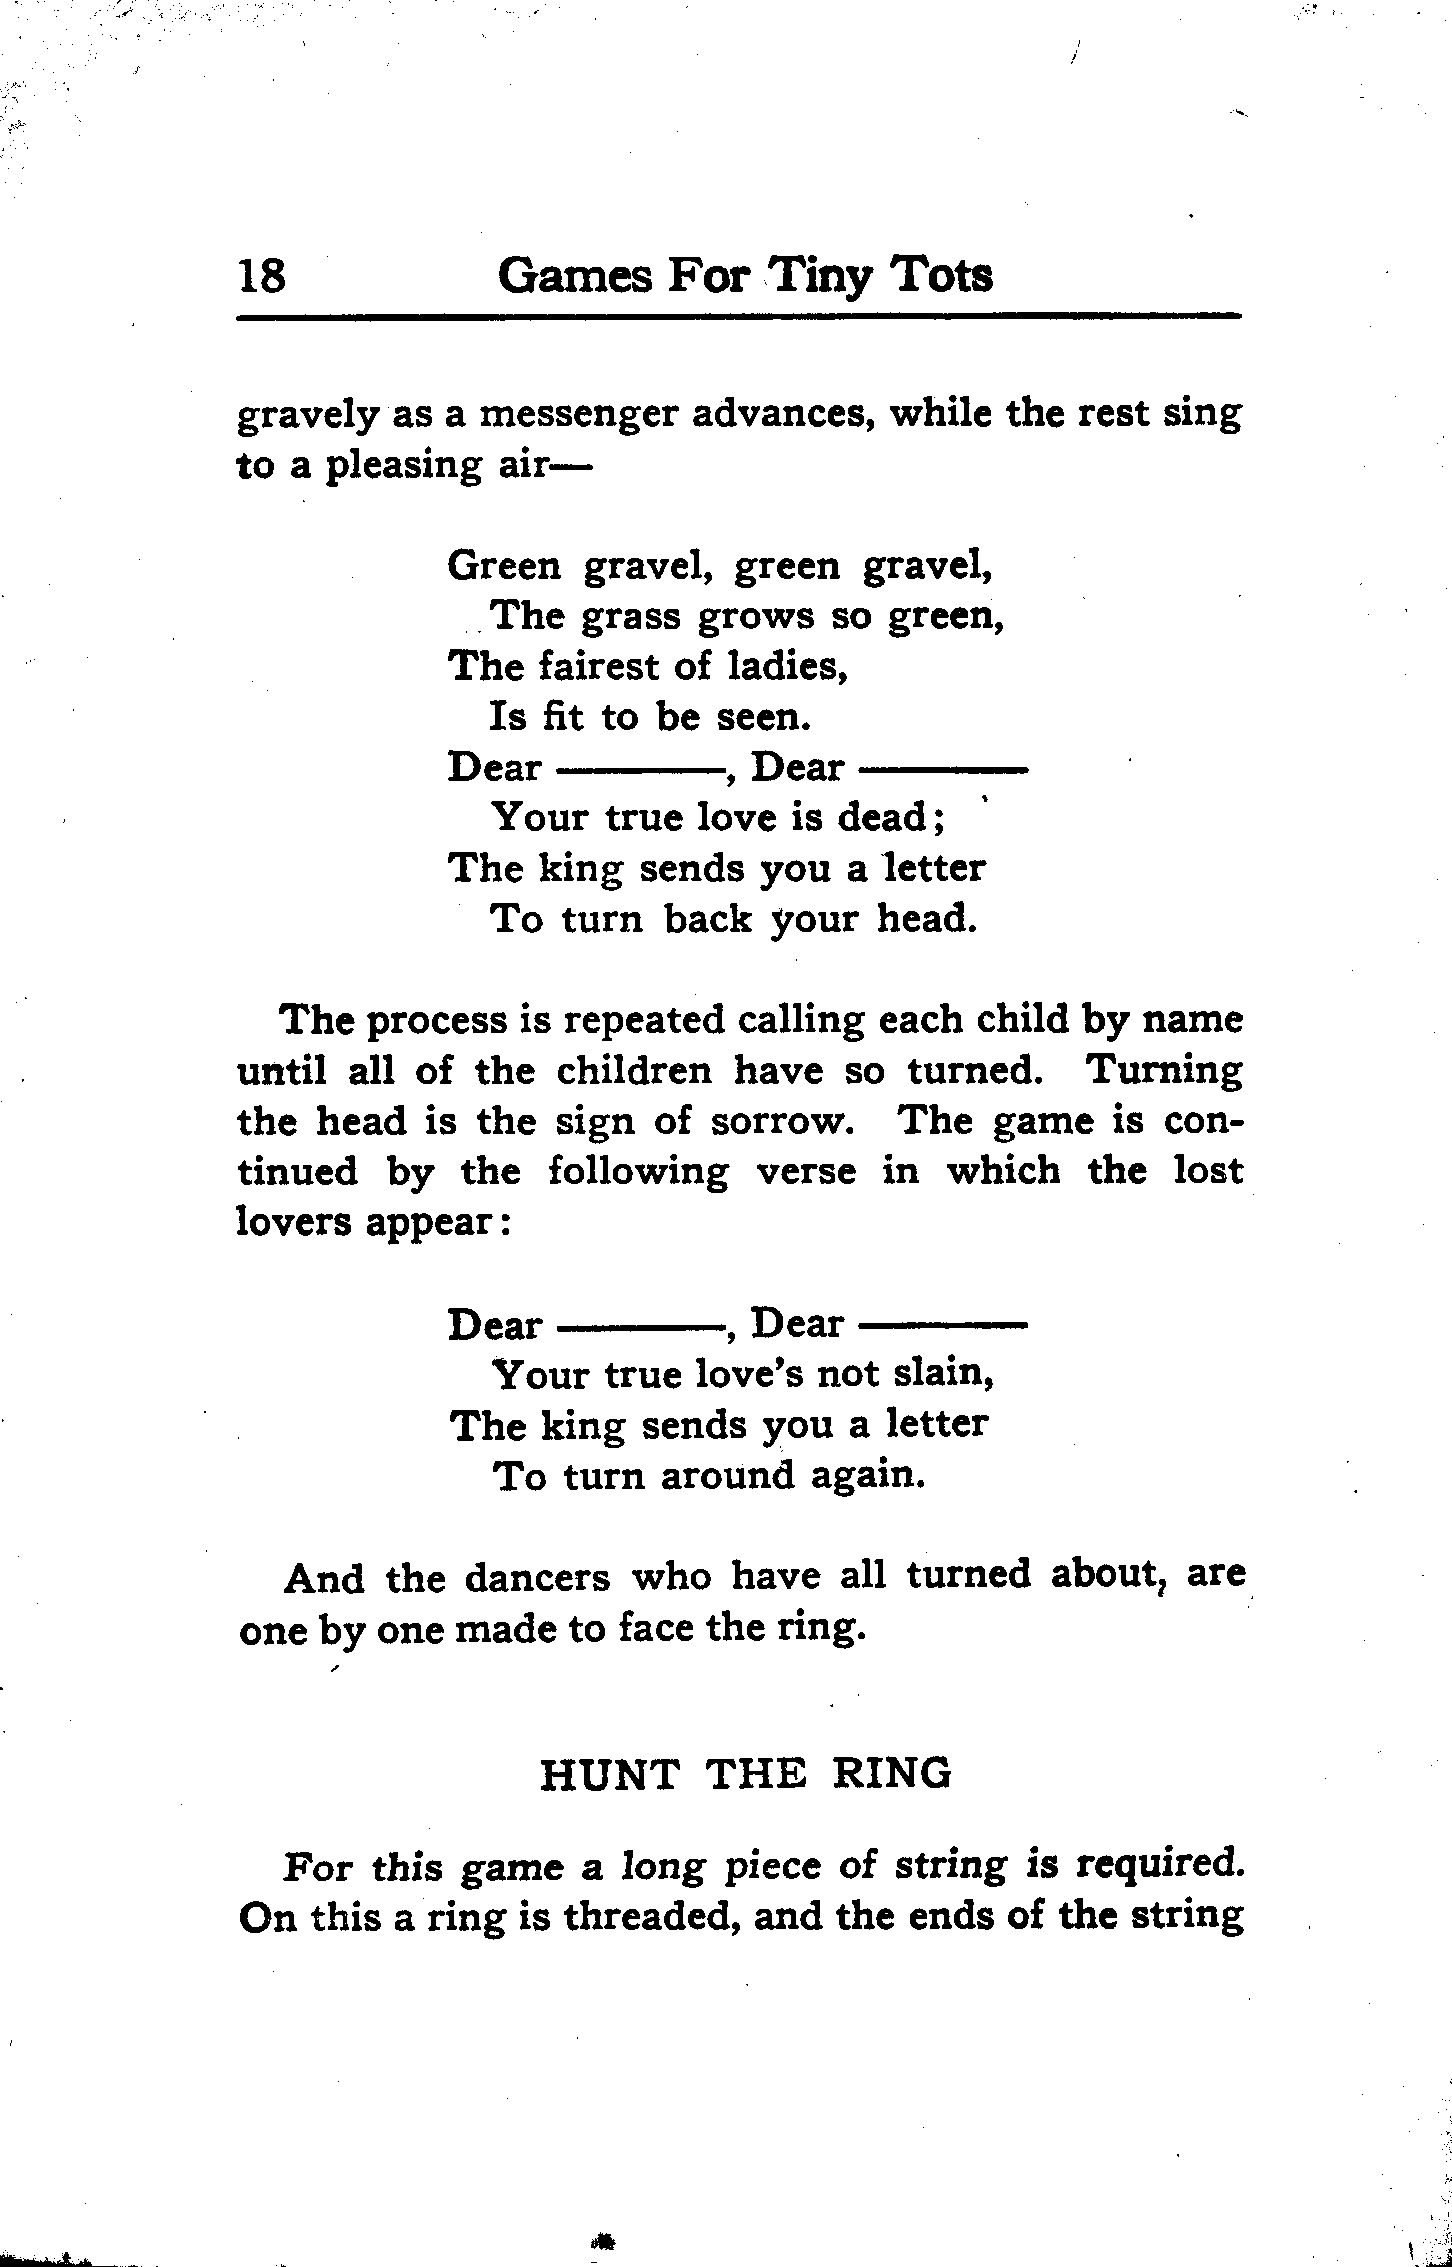 18 Games For Tiny Tots
gravely as a messenger advances, while the rest sing
to a pleasing air—
Green gravel, green gravel,
The grass grows so green,
The fairest of ladies,
Is fit to be seen.
Dear ———, Dear ———
Your true love is dead;
The king sends you a letter
To turn back your head.
The process is repeated calling each child by name
until all of the children have so turned. Turning
the head is the sign of sorrow. The game is con-
tinued by the following verse in which the lost
lovers appear:
Dear ———, Dear ———
Your true love's not slain,
The king sends you a letter
To turn around again.
And the dancers who have all turned about, are
one by one made to face the ring.
HUNT THE RING
For this game a long piece of string is required.
On this a ring is threaded, and the ends of the string